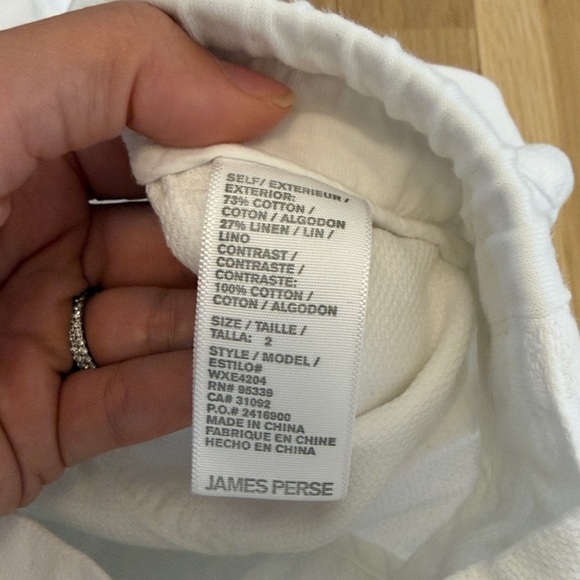 SELF/ EXTERIEUR /
EXTERIOR:
73% COTTON /
COTON / ALGODON
27% LINEN / LIN /
LINO
CONTRAST /
CONTRASTE /
CONTRASTE:
100% COTTON /
COTON / ALGODON
SIZE / TAILLE /
TALLA: 2
STYLE / MODEL /
ESTILO#
WXE4204
RN# 95339
CA# 31092
P.O.# 2416900
MADE IN CHINA
FABRIQUE EN CHINE
HECHO EN CHINA
JAMES PERSE